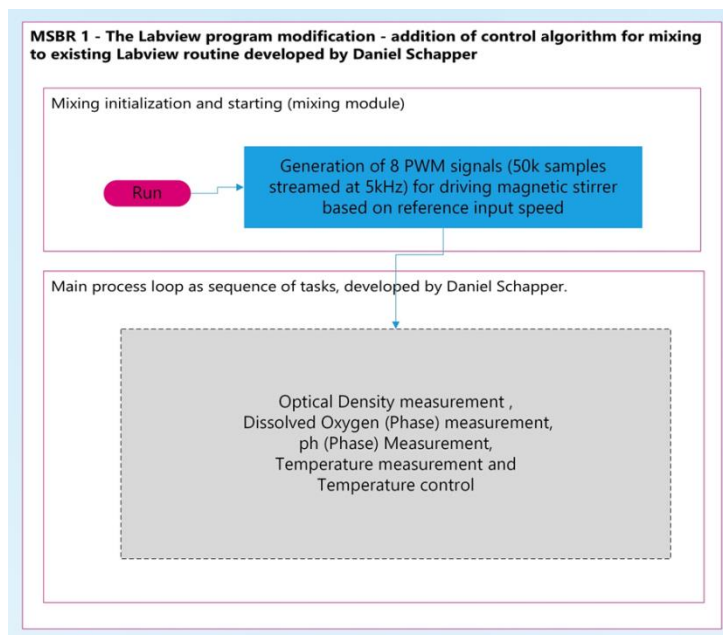 MSBR 1 - The Labview program modification - addition of control algorithm for mixing
to existing Labview routine developed by Daniel Schapper
Mixing initialization and starting (mixing module)
Run
Generation of 8 PWM signals (50k samples
streamed at 5kHz) for driving magnetic stirrer
based on reference input speed
Main process loop as sequence of tasks, developed by Daniel Schapper.
Optical Density measurement ,
Dissolved Oxygen (Phase) measurement,
ph (Phase) Measurement,
Temperature measurement and
Temperature control